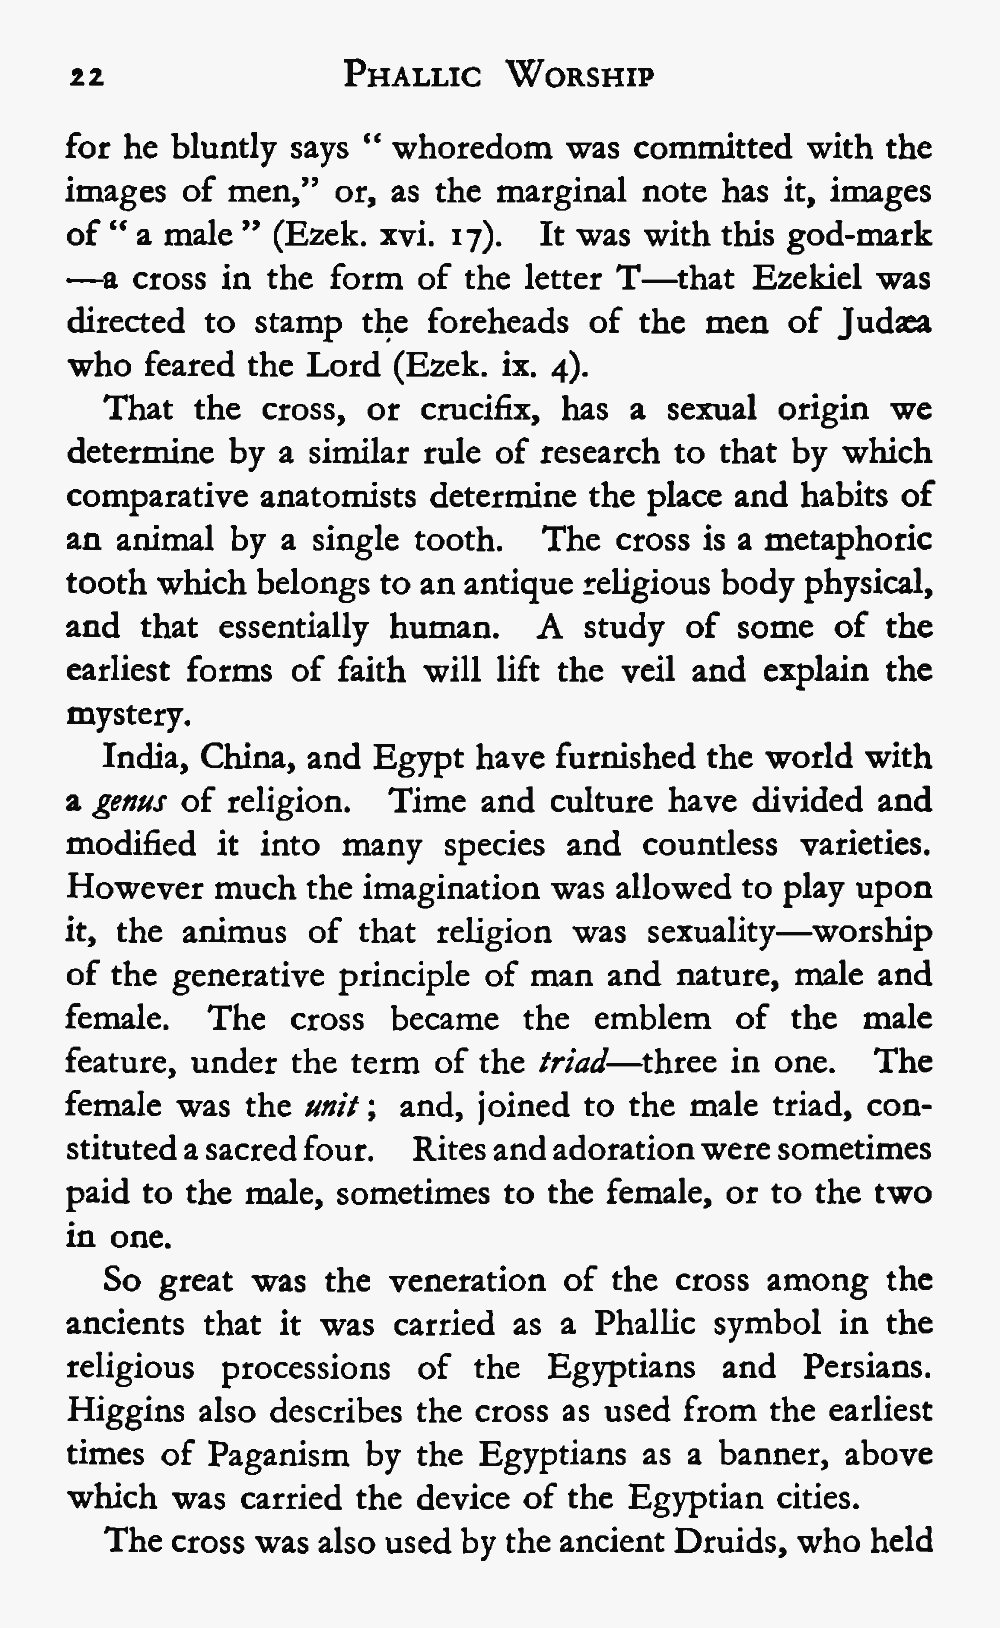 22 PHALLIC WORSHIP
for he bluntly says “ whoredom was committed with the
images of men,” or, as the marginal note has it, images
of “ a male ” (Ezek. xvi. 17). It was with this god-mark
—a cross in the form of the letter T—that Ezekiel was
directed to stamp the foreheads of the men of Judæa
who feared the Lord (Ezek. ix. 4).
That the cross, or crucifix, has a sexual origin we
determine by a similar rule of research to that by which
comparative anatomists determine the place and habits of
an animal by a single tooth. The cross is a metaphoric
tooth which belongs to an antique religious body physical,
and that essentially human. A study of some of the
earliest forms of faith will lift the veil and explain the
mystery.
India, China, and Egypt have furnished the world with
a genus of religion. Time and culture have divided and
modified it into many species and countless varieties.
However much the imagination was allowed to play upon
it, the animus of that religion was sexuality—worship
of the generative principle of man and nature, male and
female. The cross became the emblem of the male
feature, under the term of the triad—three in one. The
female was the unit ; and, joined to the male triad, con-
stituted a sacred four. Rites and adoration were sometimes
paid to the male, sometimes to the female, or to the two
in one.
So great was the veneration of the cross among the
ancients that it was carried as a Phallic symbol in the
religious processions of the Egyptians and Persians.
Higgins also describes the cross as used from the earliest
times of Paganism by the Egyptians as a banner, above
which was carried the device of the Egyptian cities.
The cross was also used by the ancient Druids, who held